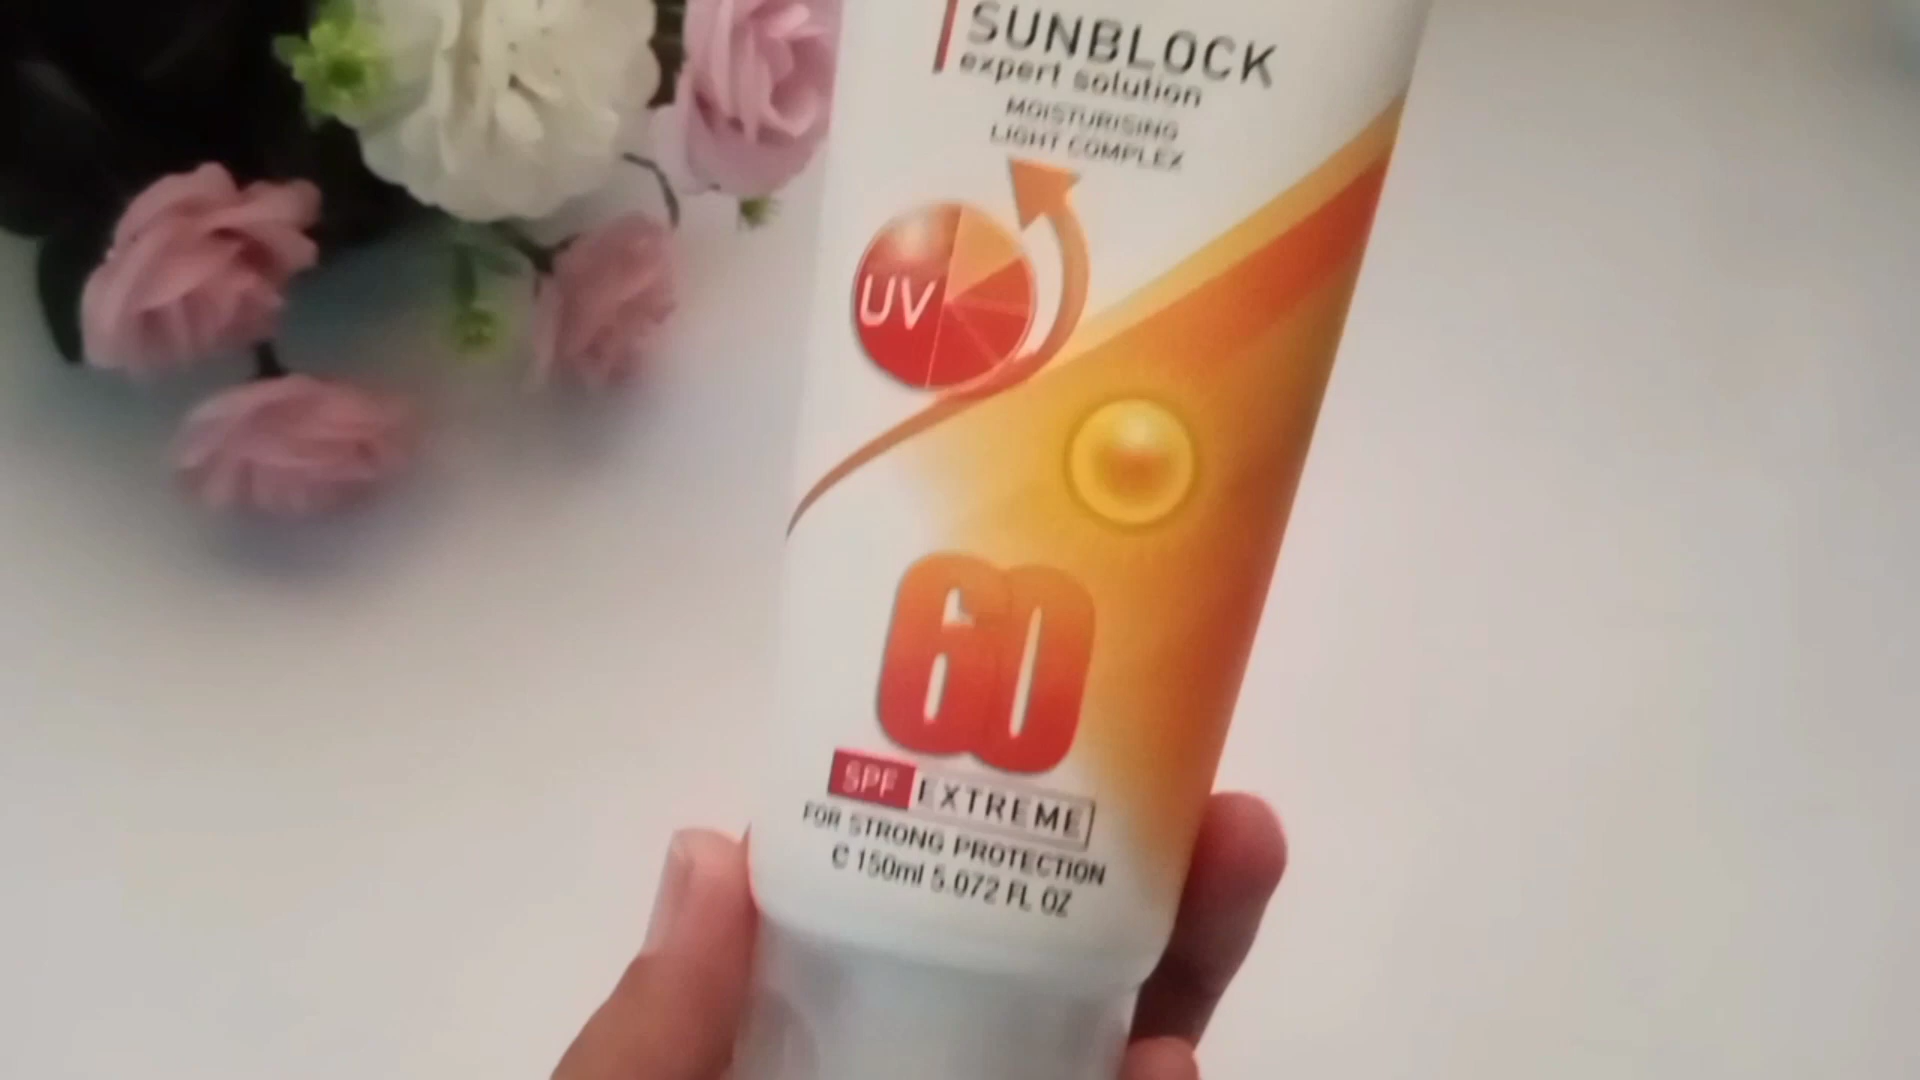 SUNBLOCK
expert solution
MOISTURISING
LIGHT COMPLEX
UV
60
SPF EXTREME
FOR STRONG PROTECTION
e 150ml 5.072 FL OZ